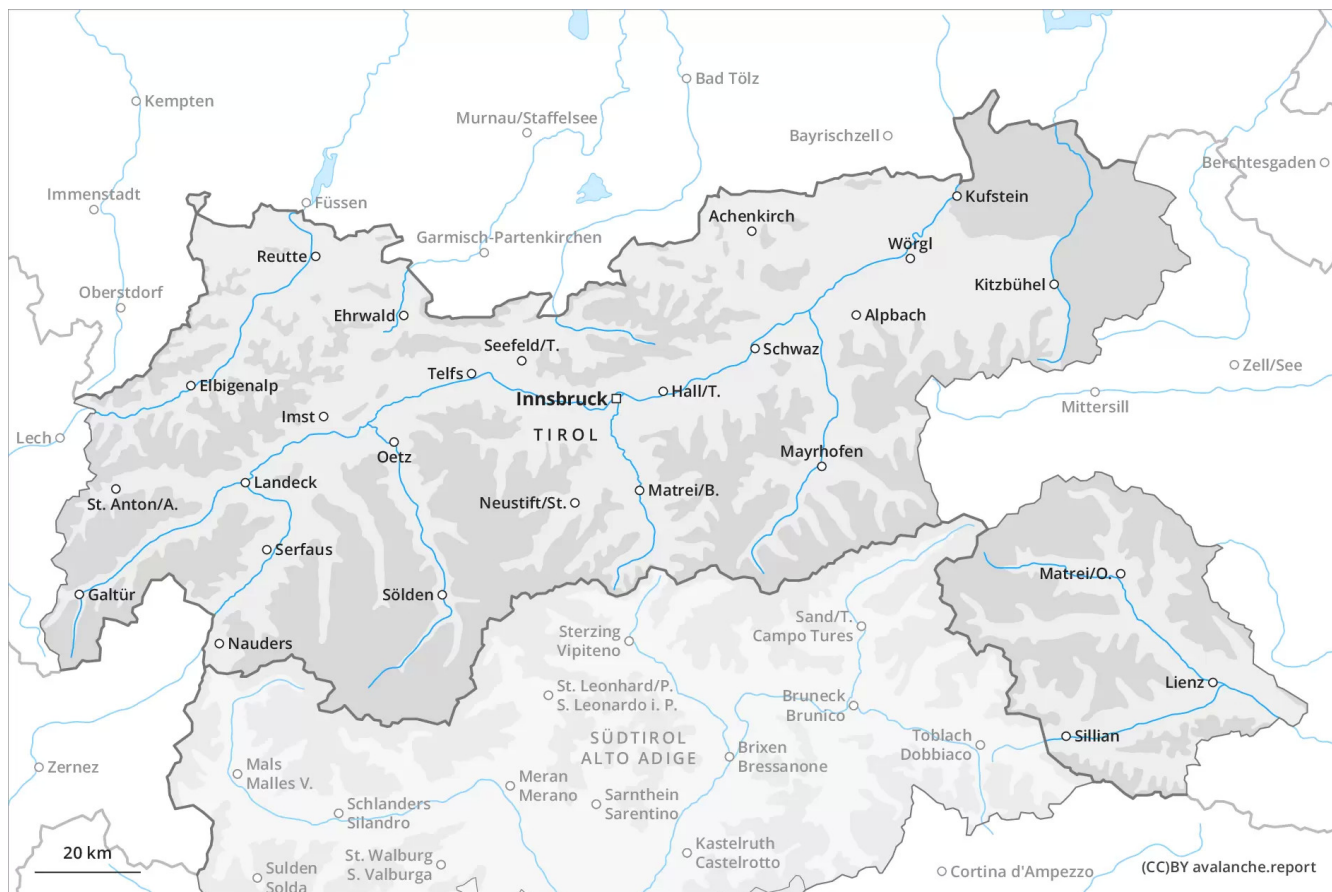 Bad Tölz
Kempten
Murnau/Staffelsee
Bayrischzell
Berchtesgaden
Immenstadt
Füssen
Kufstein
Achenkirch
Garmisch-Partenkirchen
Wörgl
Reutte
Kitzbühel
Oberstdorf
Ehrwald
Alpbach
Seefeld/T.
Schwaz
Zell/See
Telfs
Elbigenalp
Hall/T.
Innsbruck
Mittersill
Imst
Lech
TIROL
Oetz
Mayrhofen
Landeck
Matrei/B.
St. Anton/A.
Neustift/St.
Serfaus
Matrei/O.
Galtür
Sölden
Sand/T.
Campo Tures
Sterzing
Vipiteno
Nauders
Lienz
St. Leonhard/P.
S. Leonardo i. P.
Bruneck
Brunico
SÜDTIROL
ALTO ADIGE
Toblach
Dobbiaco
Sillian
Brixen
Bressanone
Zernez
Mals
Malles V.
Meran
Merano
Sarnthein
Sarentino
Schlanders
Silandro
Kastelruth
Castelrotto
20 km
St. Walburg
S. Valburga
Sulden
Solda
Cortina d'Ampezzo
(CC)BY avalanche.report